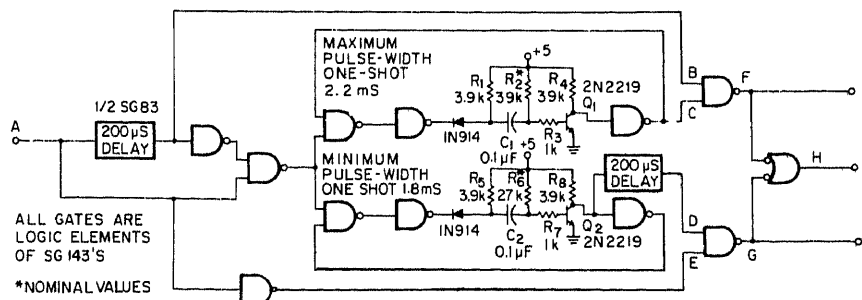 MAXIMUM
PULSE-WIDTH
ONE-SHOT
2.2 mS
+5
R1
3.9k
R2*
39k
R4
39k
2N2219
Q1
B
C
F
1/2 SG83
A
200µS
DELAY
IN914
C1
0.1µF
R3
1k
+5
200µS
DELAY
H
MINIMUM
PULSE-WIDTH
ONE SHOT 1.8mS
R5
3.9k
R6*
27k
R8
3.9k
D
E
G
ALL GATES ARE
LOGIC ELEMENTS
OF SG 143'S
IN914
C2
0.1µF
R7
1k
Q2
2N2219
*NOMINAL VALUES